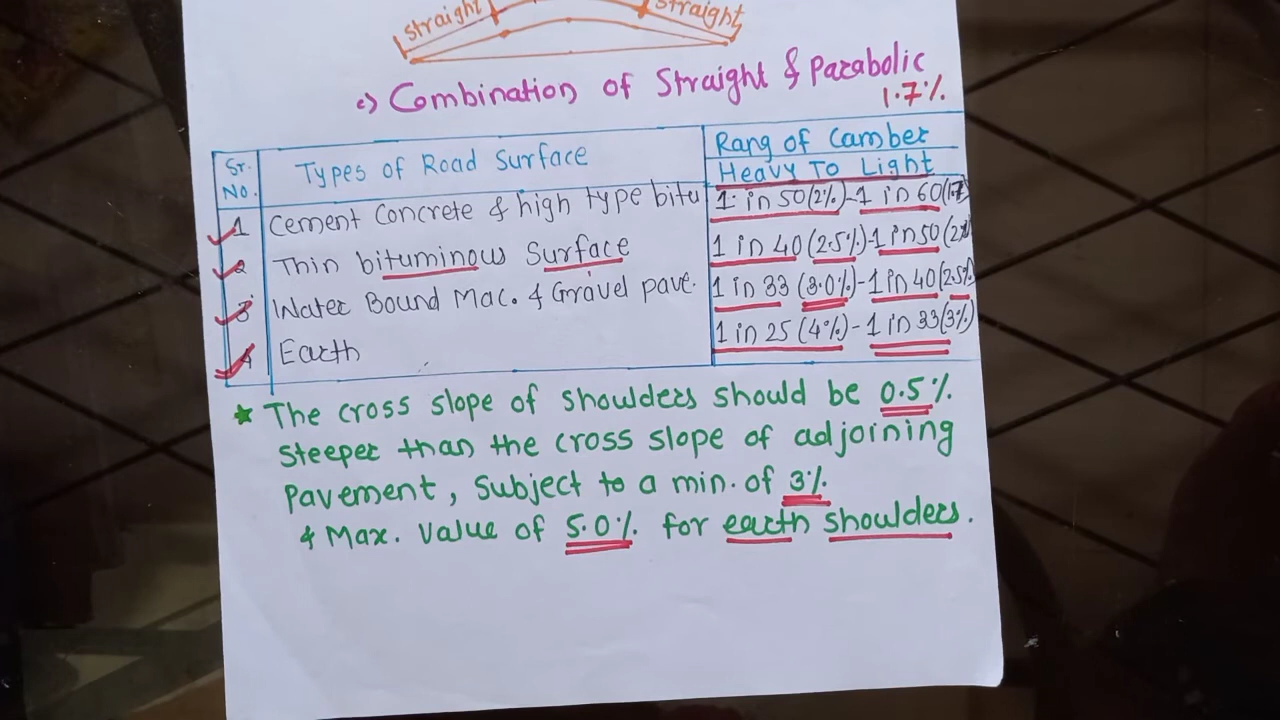 straight straight
c) Combination of Straight & Parabolic
1.7%
Sr. No. Types of Road Surface Rang of Camber
Heavy To Light
1 Cement Concrete & high type bitu 1 in 50(2%)-1 in 60(1.7
2 Thin bituminous Surface 1 in 40(2.5%)-1 in 50(2%
3 Water Bound Mac. & Gravel pave. 1 in 33 (3.0%)-1 in 40(2.5%
4 Earth 1 in 25 (4%)-1 in 33(3%)
★ The cross slope of shoulders should be 0.5%.
steeper than the cross slope of adjoining
Pavement, Subject to a min. of 3%.
& Max. value of 5.0%. for earth shoulders.